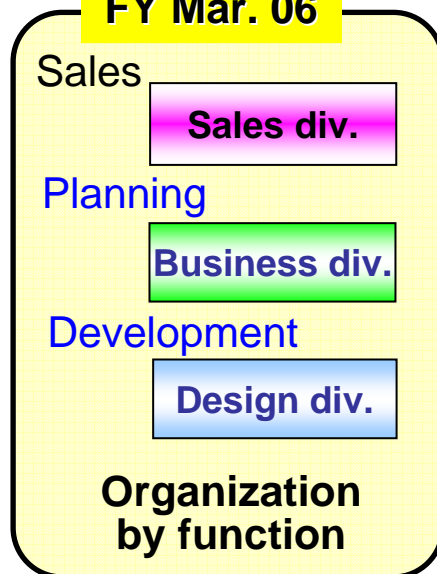 FY Mar. 06
Sales
Sales div.
Planning
Business div.
Development
Design div.
Organization
by function